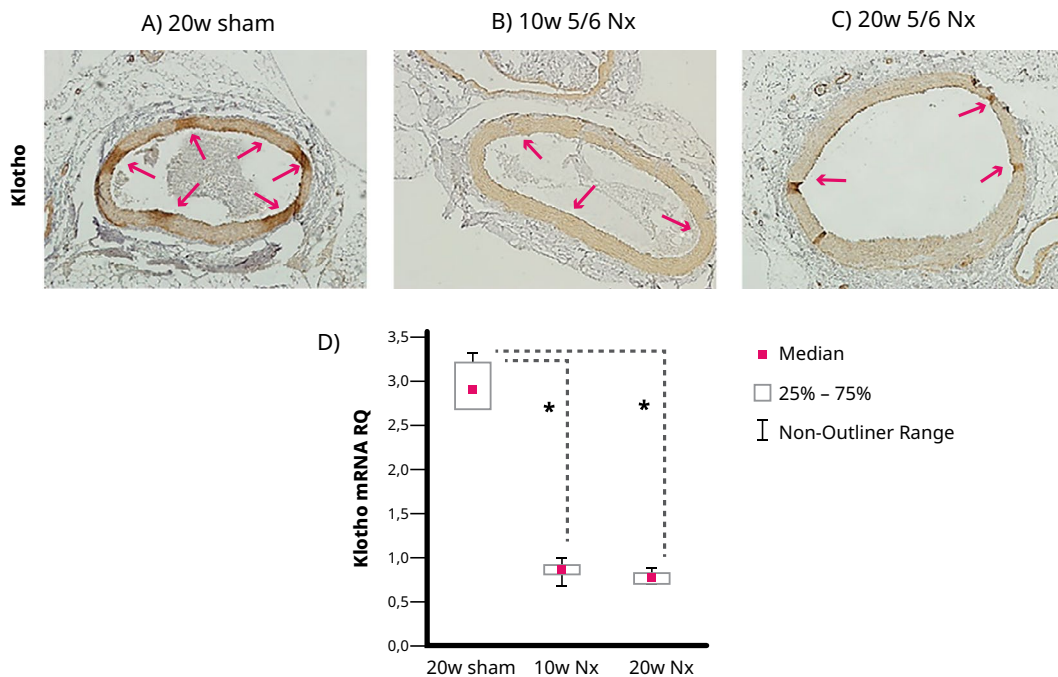 A) 20w sham
B) 10w 5/6 Nx
C) 20w 5/6 Nx
Klotho
D)
Klotho mRNA RQ
3,5
3,0
2,5
2,0
1,5
1,0
0,5
0,0
*
*
20w sham
10w Nx
20w Nx
Median
25% – 75%
Non-Outliner Range